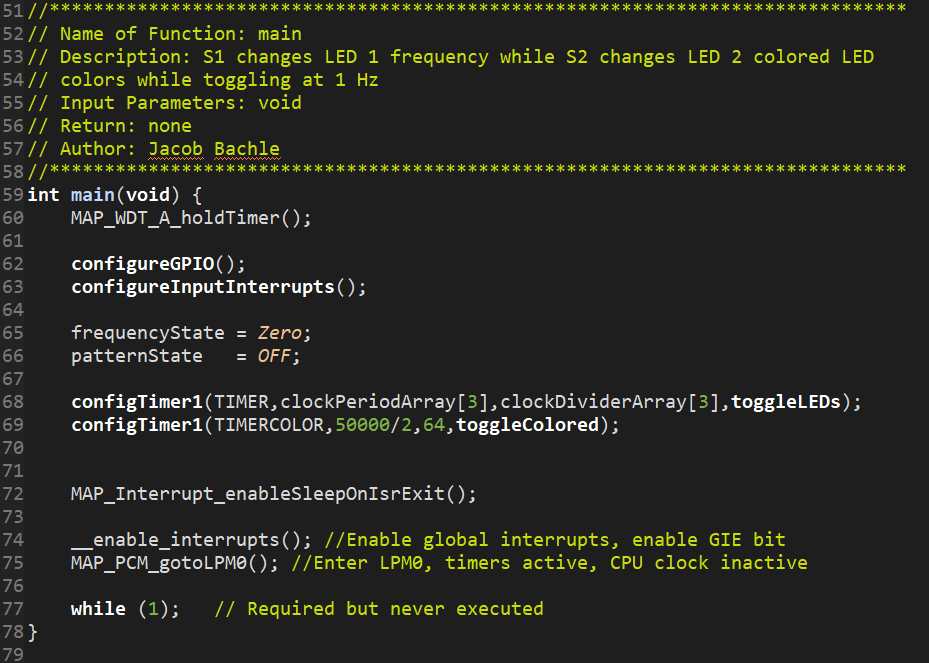 51 //******************************************************************************
52 // Name of Function: main
53 // Description: S1 changes LED 1 frequency while S2 changes LED 2 colored LED
54 // colors while toggling at 1 Hz
55 // Input Parameters: void
56 // Return: none
57 // Author: Jacob Bachle
58 //******************************************************************************
59 int main(void) {
60     MAP_WDT_A_holdTimer();
61
62     configureGPIO();
63     configureInputInterrupts();
64
65     frequencyState = Zero;
66     patternState   = OFF;
67
68     configTimer1(TIMER,clockPeriodArray[3],clockDividerArray[3],toggleLEDs);
69     configTimer1(TIMERCOLOR,50000/2,64,toggleColored);
70
71
72     MAP_Interrupt_enableSleepOnIsrExit();
73
74     __enable_interrupts(); //Enable global interrupts, enable GIE bit
75     MAP_PCM_gotoLPM0(); //Enter LPM0, timers active, CPU clock inactive
76
77     while (1);   // Required but never executed
78 }
79